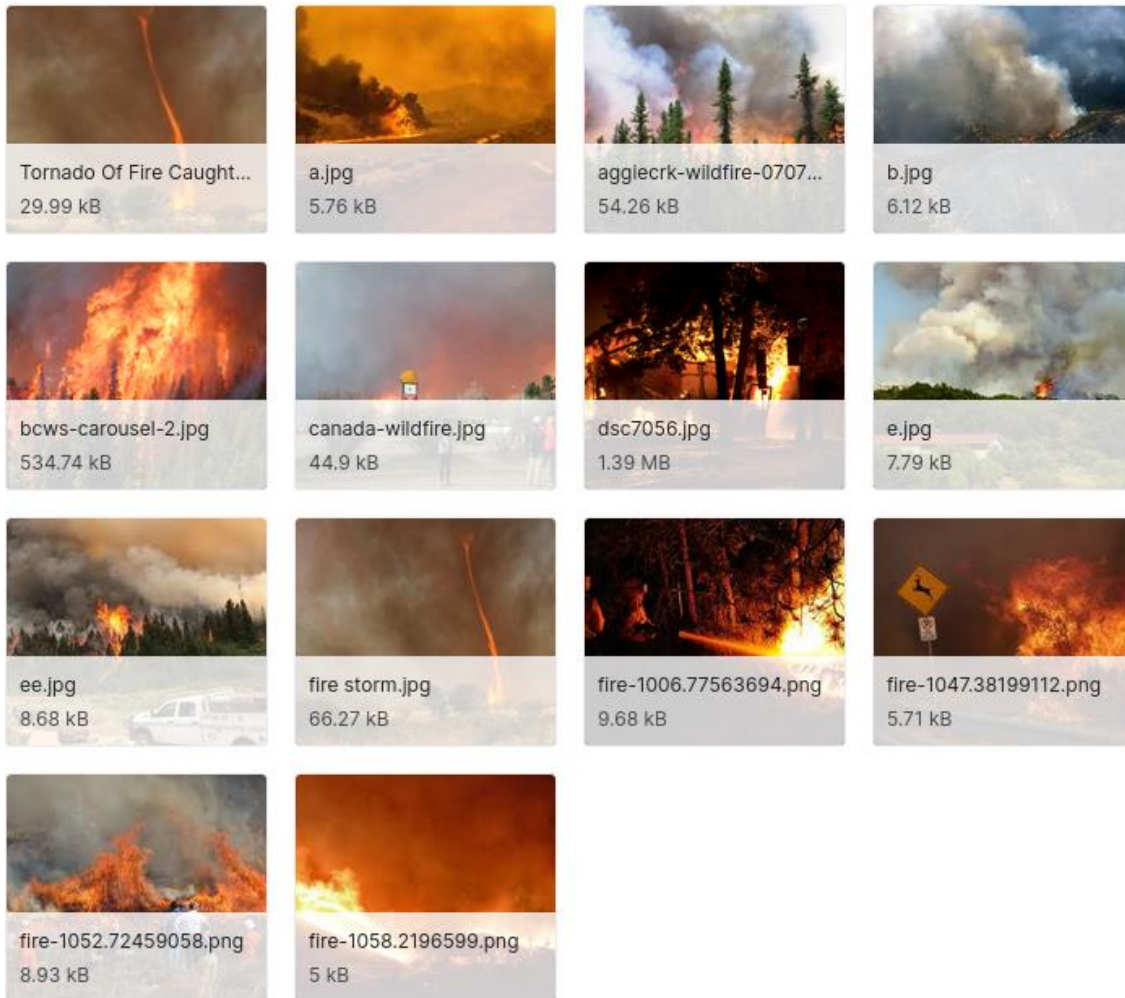 Tornado Of Fire Caught...
29.99 kB
a.jpg
5.76 kB
aggiecrk-wildfire-0707...
54.26 kB
b.jpg
6.12 kB
bcws-carousel-2.jpg
534.74 kB
canada-wildfire.jpg
44.9 kB
dsc7056.jpg
1.39 MB
e.jpg
7.79 kB
ee.jpg
8.68 kB
fire storm.jpg
66.27 kB
fire-1006.77563694.png
9.68 kB
fire-1047.38199112.png
5.71 kB
fire-1052.72459058.png
8.93 kB
fire-1058.2196599.png
5 kB